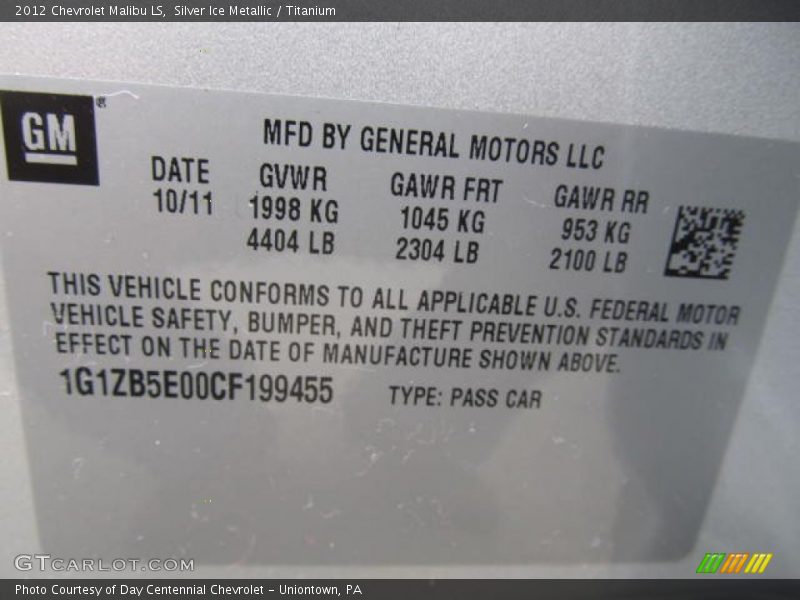 2012 Chevrolet Malibu LS, Silver Ice Metallic / Titanium
GM®
MFD BY GENERAL MOTORS LLC
DATE GVWR GAWR FRT GAWR RR
10/11 1998 KG 1045 KG 953 KG
4404 LB 2304 LB 2100 LB
THIS VEHICLE CONFORMS TO ALL APPLICABLE U.S. FEDERAL MOTOR
VEHICLE SAFETY, BUMPER, AND THEFT PREVENTION STANDARDS IN
EFFECT ON THE DATE OF MANUFACTURE SHOWN ABOVE.
1G1ZB5E00CF199455 TYPE: PASS CAR
GTCARLOT.COM
Photo Courtesy of Day Centennial Chevrolet - Uniontown, PA